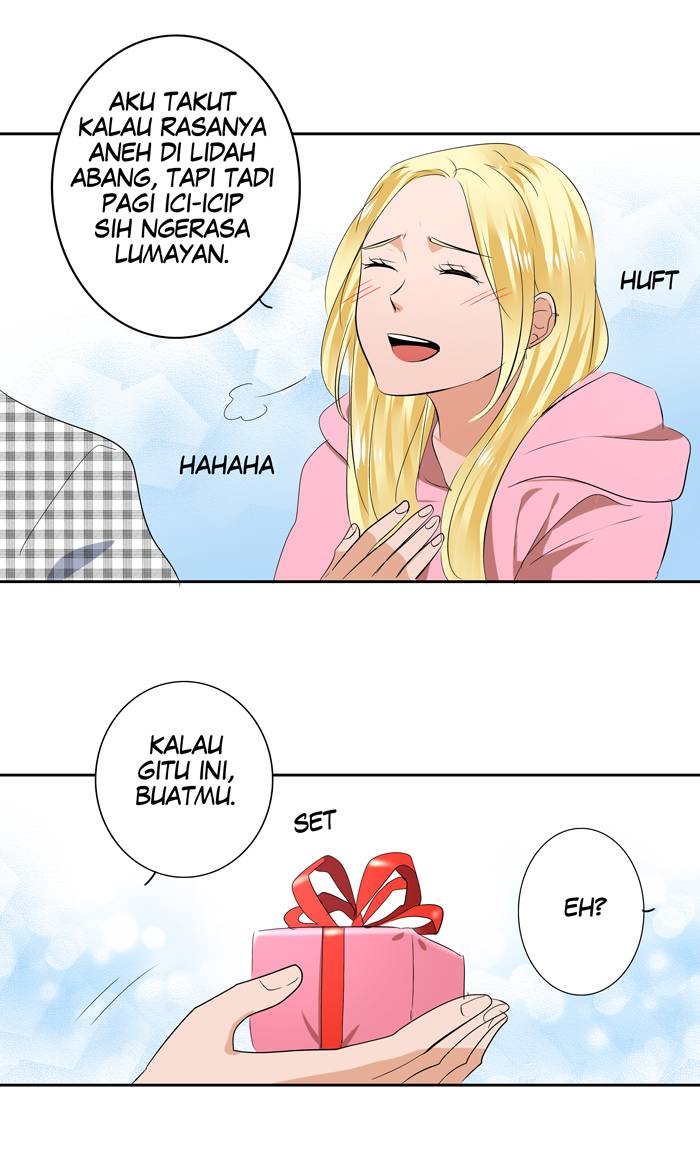 AKU TAKUT
KALAU RASANYA
ANEH DI LIDAH
ABANG, TAPI TADI
PAGI ICI-ICIP
SIH NGERASA
LUMAYAN.
HUFT
HAHAHA
KALAU
GITU INI,
BUATMU.
SET
EH?